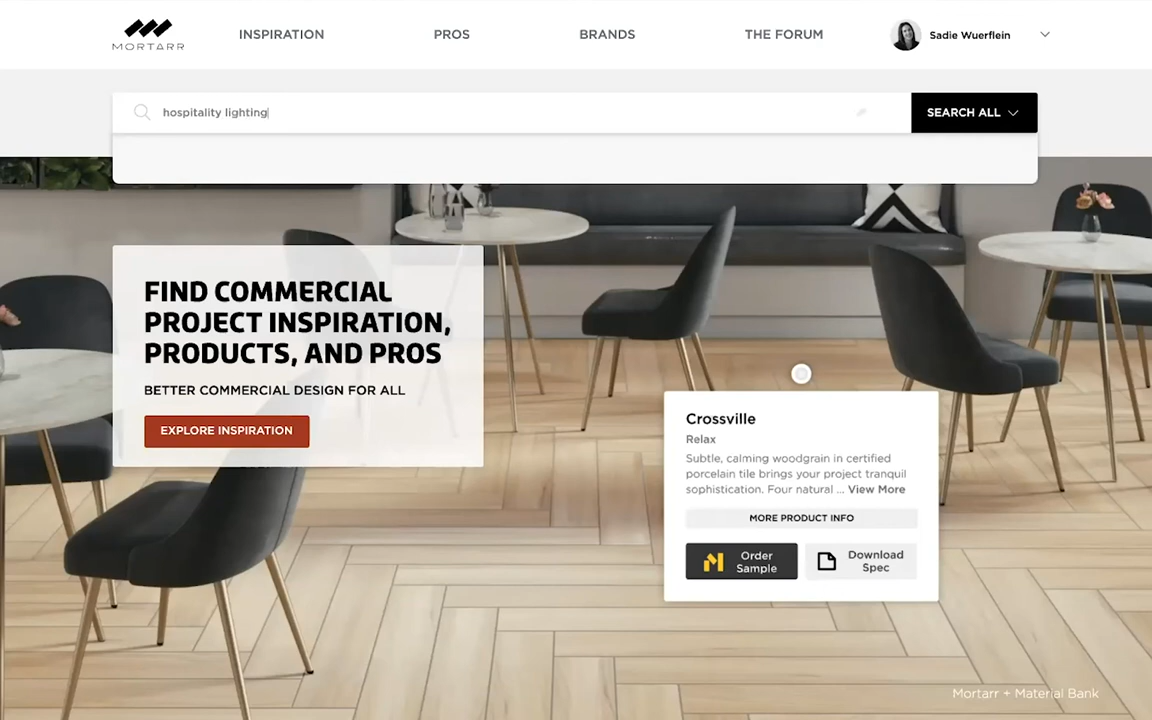 MORTARR
INSPIRATION
PROS
BRANDS
THE FORUM
Sadie Wuerflein
hospitality lighting
SEARCH ALL
FIND COMMERCIAL
PROJECT INSPIRATION,
PRODUCTS, AND PROS
BETTER COMMERCIAL DESIGN FOR ALL
EXPLORE INSPIRATION
Crossville
Relax
Subtle, calming woodgrain in certified
porcelain tile brings your project tranquil
sophistication. Four natural ... View More
MORE PRODUCT INFO
Order
Sample
Download
Spec
Mortarr + Material Bank